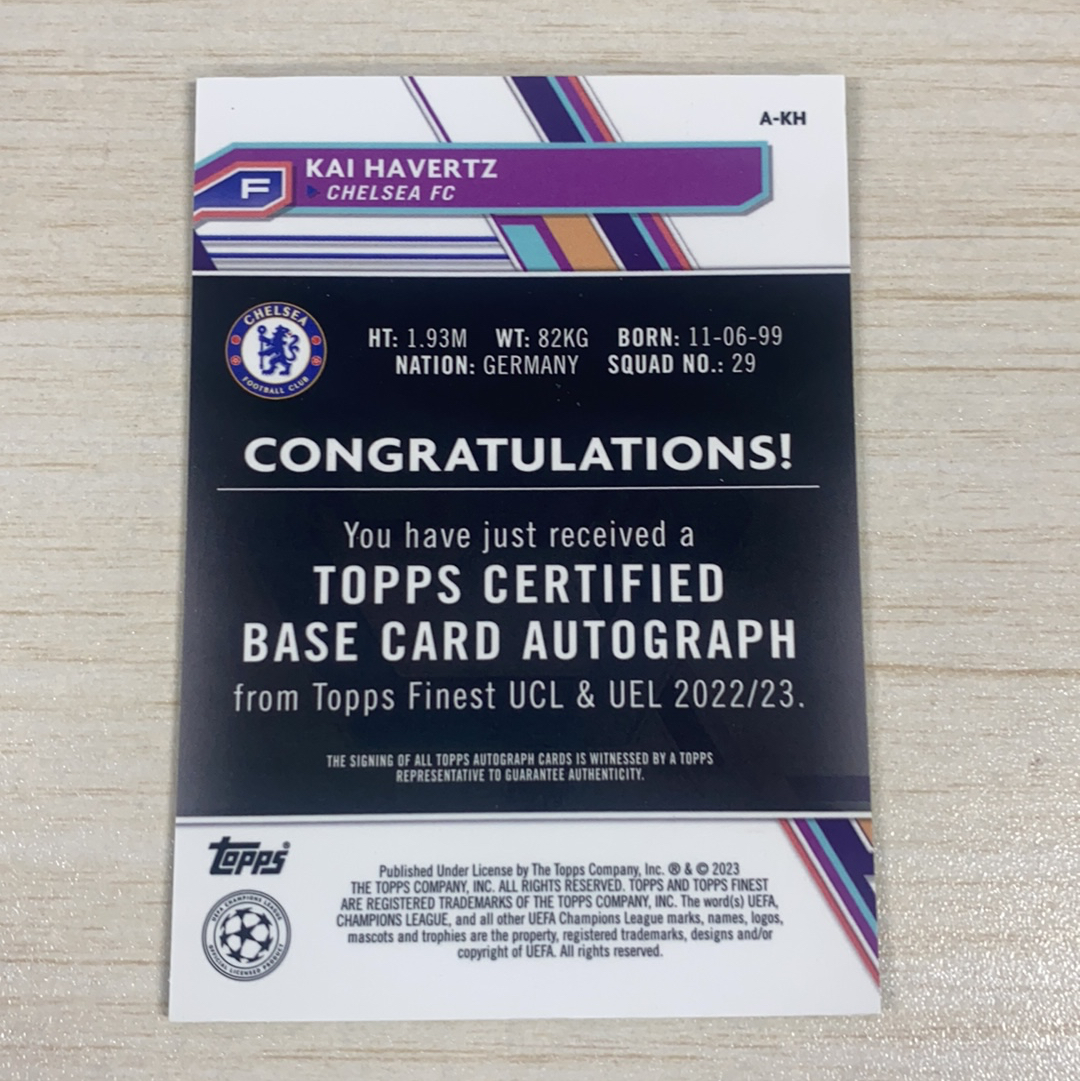 A-KH
KAI HAVERTZ
F
CHELSEA FC
CHELSEA
FOOTBALL CLUB
HT: 1.93M WT: 82KG BORN: 11-06-99
NATION: GERMANY SQUAD NO.: 29
CONGRATULATIONS!
You have just received a
TOPPS CERTIFIED
BASE CARD AUTOGRAPH
from Topps Finest UCL & UEL 2022/23.
THE SIGNING OF ALL TOPPS AUTOGRAPH CARDS IS WITNESSED BY A TOPPS
REPRESENTATIVE TO GUARANTEE AUTHENTICITY.
topps®
UEFA CHAMPIONS LEAGUE
OFFICIAL LICENSED PRODUCT
Published Under License by The Topps Company, Inc. ® & © 2023
THE TOPPS COMPANY, INC. ALL RIGHTS RESERVED. TOPPS AND TOPPS FINEST
ARE REGISTERED TRADEMARKS OF THE TOPPS COMPANY, INC. The word(s) UEFA,
CHAMPIONS LEAGUE, and all other UEFA Champions League marks, names, logos,
mascots and trophies are the property, registered trademarks, designs and/or
copyright of UEFA. All rights reserved.